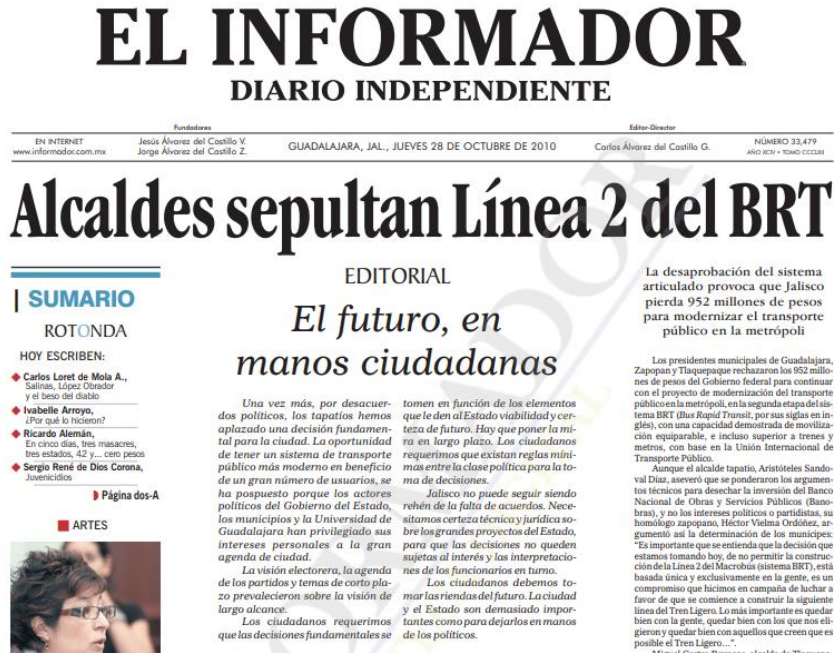 EL INFORMADOR
DIARIO INDEPENDIENTE
EN INTERNET
www.informador.com.mx
Fundadores
Jesús Álvarez del Castillo V.
Jorge Álvarez del Castillo Z.
GUADALAJARA, JAL., JUEVES 28 DE OCTUBRE DE 2010
Editor-Director
Carlos Álvarez del Castillo G.
NÚMERO 33,479
AÑO XCIV • TOMO CCCLIII
Alcaldes sepultan Línea 2 del BRT
SUMARIO
ROTONDA
HOY ESCRIBEN:
Carlos Loret de Mola A.,
Salinas, López Obrador
y el beso del diablo
Ivabelle Arroyo,
¿Por qué lo hicieron?
Ricardo Alemán,
En cinco días, tres masacres,
tres estados, 42 y... cero pesos
Sergio René de Dios Corona,
Juvenicidios
Página dos-A
ARTES
EDITORIAL
El futuro, en
manos ciudadanas
Una vez más, por desacuer-
dos políticos, los tapatíos hemos
aplazado una decisión fundamen-
tal para la ciudad. La oportunidad
de tener un sistema de transporte
público más moderno en beneficio
de un gran número de usuarios, se
ha pospuesto porque los actores
políticos del Gobierno del Estado,
los municipios y la Universidad de
Guadalajara han privilegiado sus
intereses personales a la gran
agenda de ciudad.
La visión electorera, la agenda
de los partidos y temas de corto pla-
zo prevalecieron sobre la visión de
largo alcance.
Los ciudadanos requerimos
que las decisiones fundamentales se
tomen en función de los elementos
que le den al Estado viabilidad y cer-
teza de futuro. Hay que poner la mi-
ra en largo plazo. Los ciudadanos
requerimos que existan reglas míni-
mas entre la clase política para la to-
ma de decisiones.
Jalisco no puede seguir siendo
rehén de la falta de acuerdos. Nece-
sitamos certeza técnica y jurídica so-
bre los grandes proyectos del Estado,
para que las decisiones no queden
sujetas al interés y las interpretacio-
nes de los funcionarios en turno.
Los ciudadanos debemos to-
mar las riendas del futuro. La ciudad
y el Estado son demasiado impor-
tantes como para dejarlos en manos
de los políticos.
La desaprobación del sistema
articulado provoca que Jalisco
pierda 952 millones de pesos
para modernizar el transporte
público en la metrópoli
Los presidentes municipales de Guadalajara,
Zapopan y Tlaquepaque rechazaron los 952 millo-
nes de pesos del Gobierno federal para continuar
con el proyecto de modernización del transporte
público en la metrópoli, en la segunda etapa del sis-
tema BRT (Bus Rapid Transit, por sus siglas en in-
glés), con una capacidad demostrada de moviliza-
ción equiparable, e incluso superior a trenes y
metros, con base en la Unión Internacional de
Transporte Público.
Aunque el alcalde tapatío, Aristóteles Sando-
val Díaz, aseveró que se ponderaron los argumen-
tos técnicos para desechar la inversión del Banco
Nacional de Obras y Servicios Públicos (Bano-
bras), y no los intereses políticos o partidistas, su
homólogo zapopano, Héctor Vielma Ordóñez, ar-
gumentó así la determinación de los munícipes:
"Es importante que se entienda que la decisión que
estamos tomando hoy, de no permitir la construc-
ción de la Línea 2 del Macrobús (sistema BRT), está
basada única y exclusivamente en la gente, es un
compromiso que hicimos en campaña de luchar a
favor de que se comience a construir la siguiente
línea del Tren Ligero. Lo más importante es quedar
bien con la gente, quedar bien con los que nos eli-
gieron y quedar bien con aquellos que creen que es
posible el Tren Ligero...".